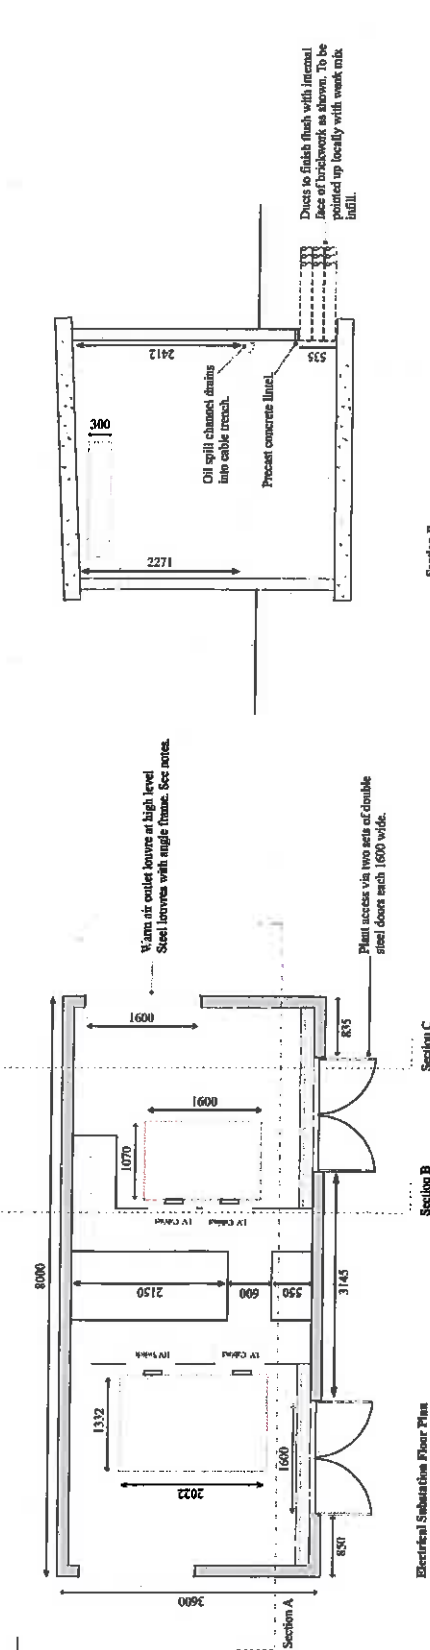 8000
3600
1332
2022
1600
2150
600
550
1070
1600
1600
850
3145
835
Section A
Section B
Section C
Electrical Substation Floor Plan
Warm air outlet louvre at high level
Steel louvres with angle frame. See notes.
Plant access via two sets of double
steel doors each 1600 wide.
2271
300
2412
Oil spill channel drains
into cable trench.
Precast concrete lintel
535
Ducts to finish flush with internal
face of brickwork as shown. To be
pointed up locally with weak mix
infill.